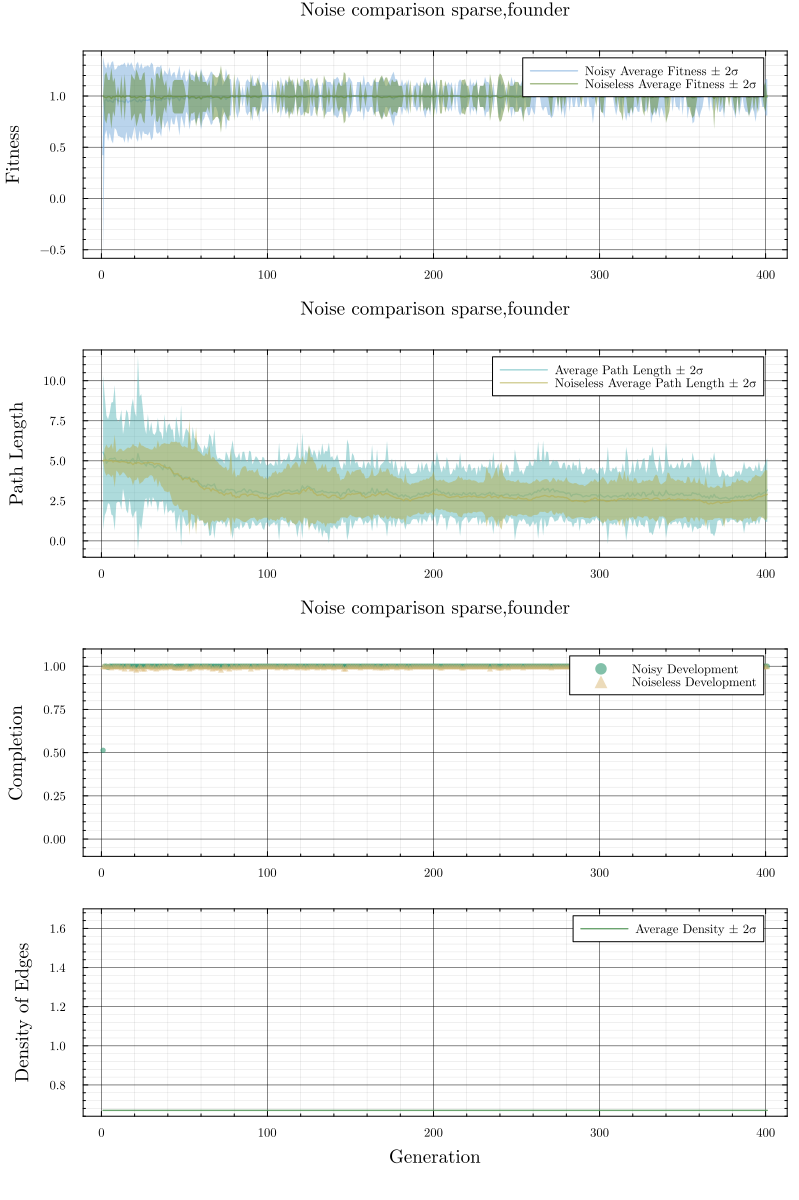 Noise comparison sparse,founder
Noisy Average Fitness ± 2σ
Noiseless Average Fitness ± 2σ
Fitness
1.0
0.5
0.0
−0.5
0 100 200 300 400
Noise comparison sparse,founder
Average Path Length ± 2σ
Noiseless Average Path Length ± 2σ
Path Length
10.0
7.5
5.0
2.5
0.0
0 100 200 300 400
Noise comparison sparse,founder
Noisy Development
Noiseless Development
Completion
1.00
0.75
0.50
0.25
0.00
0 100 200 300 400
Average Density ± 2σ
Density of Edges
1.6
1.4
1.2
1.0
0.8
0 100 200 300 400
Generation